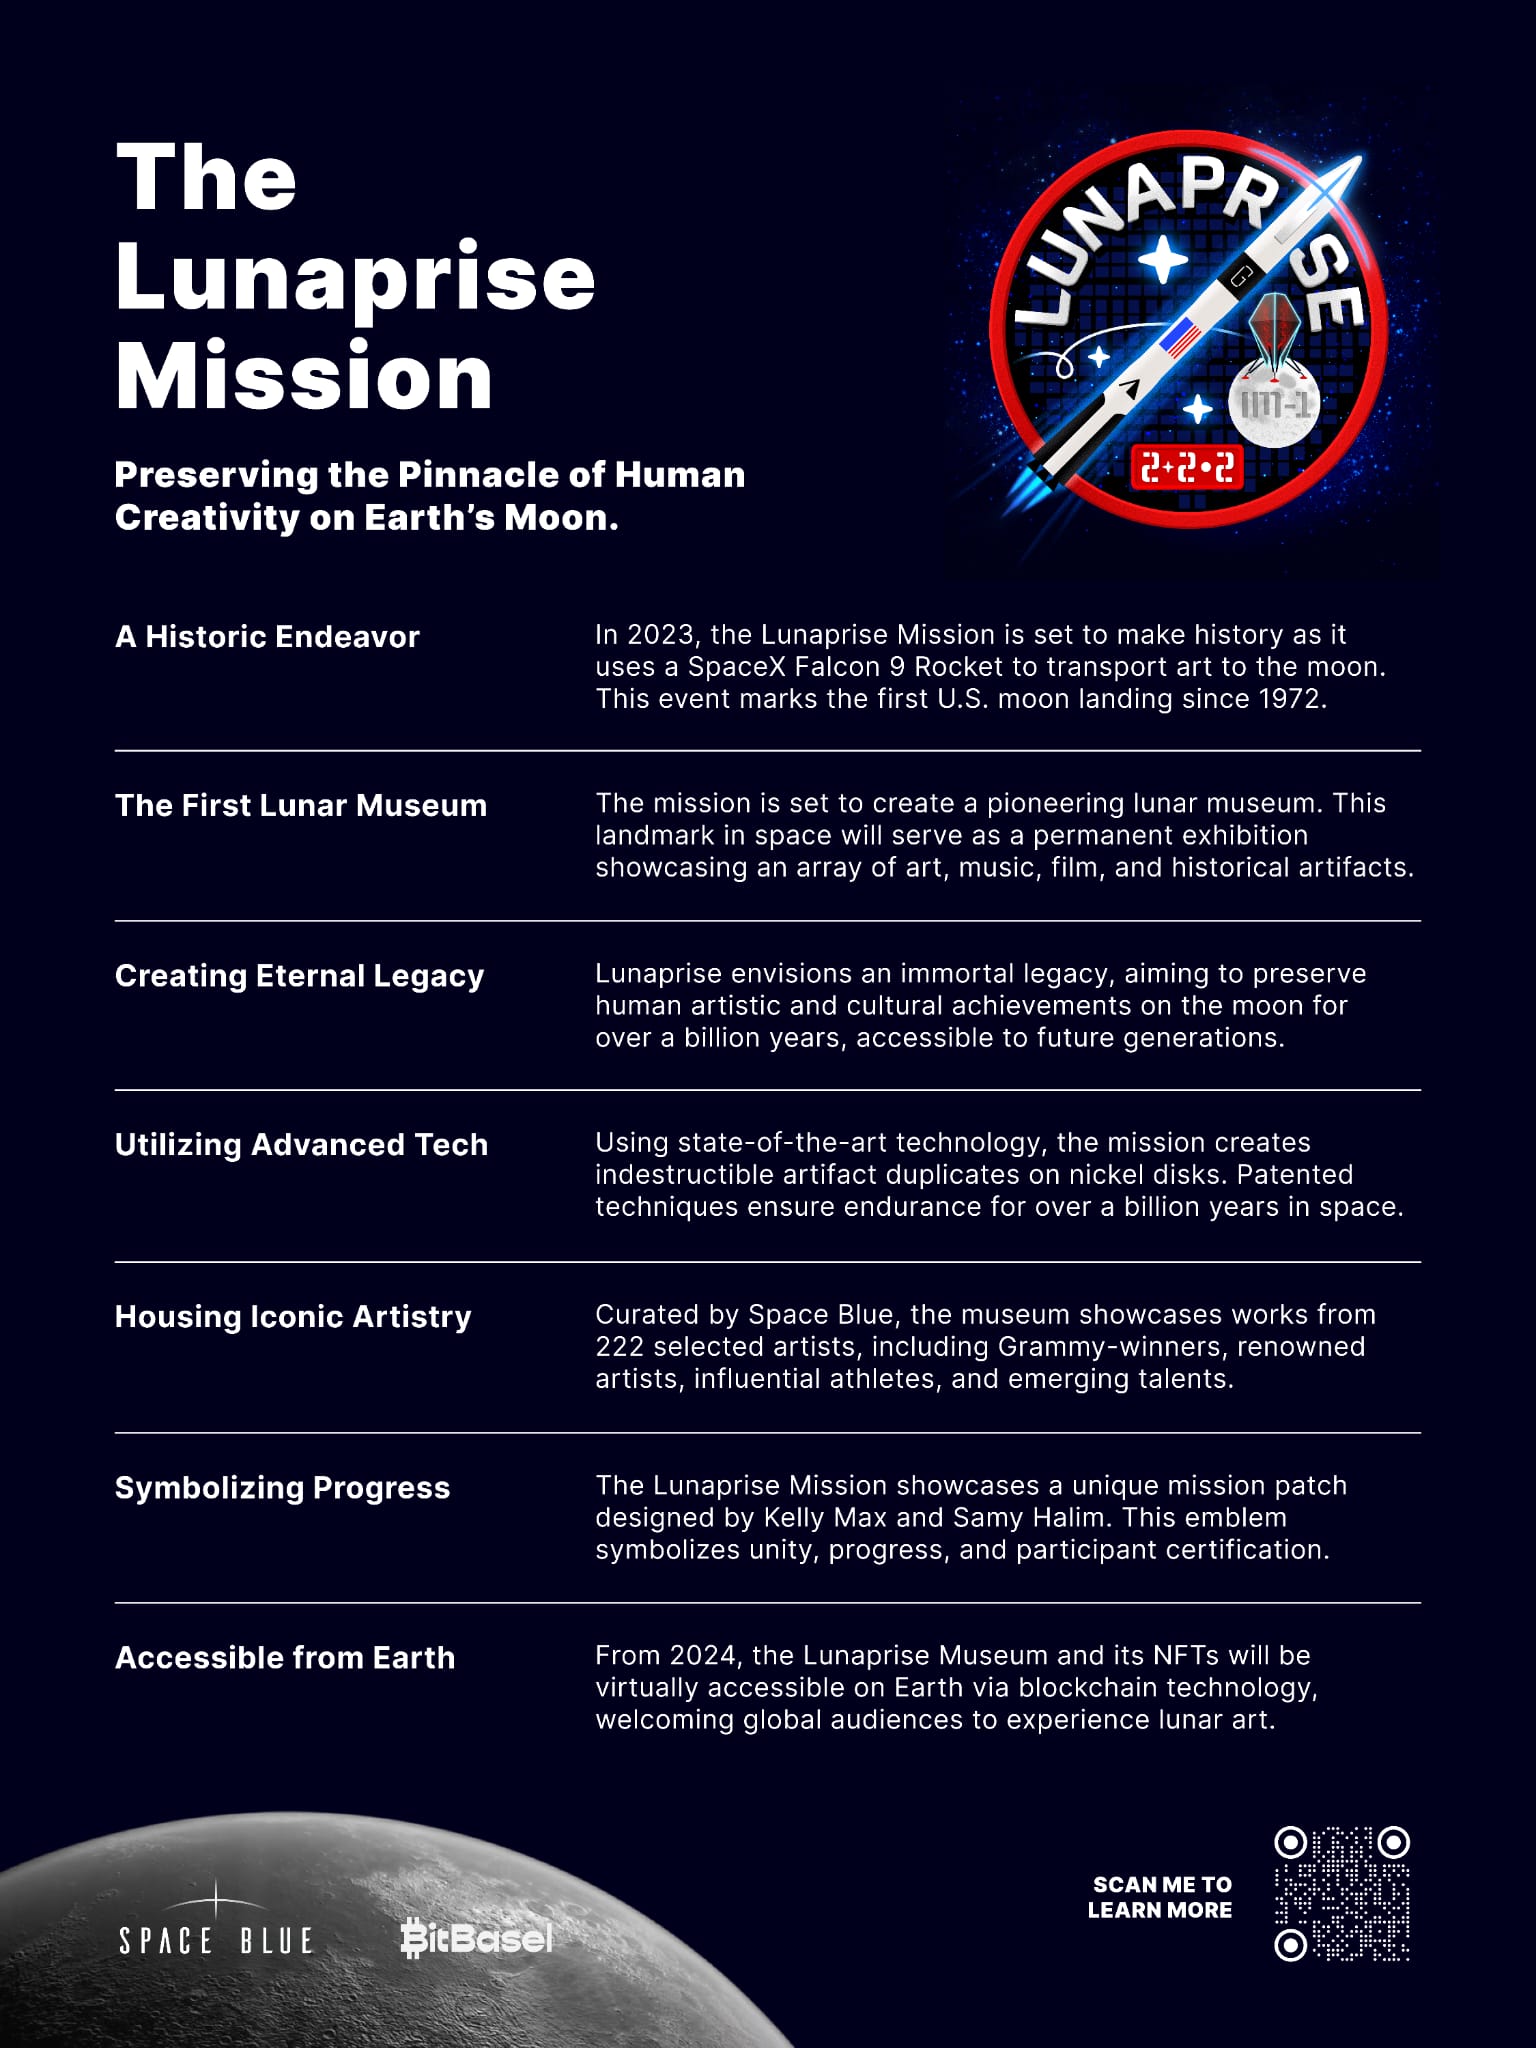 The
Lunaprise
Mission
Preserving the Pinnacle of Human
Creativity on Earth’s Moon.
LUNAPRISE
G
IM-1
2+2•2
A Historic Endeavor
In 2023, the Lunaprise Mission is set to make history as it
uses a SpaceX Falcon 9 Rocket to transport art to the moon.
This event marks the first U.S. moon landing since 1972.
The First Lunar Museum
The mission is set to create a pioneering lunar museum. This
landmark in space will serve as a permanent exhibition
showcasing an array of art, music, film, and historical artifacts.
Creating Eternal Legacy
Lunaprise envisions an immortal legacy, aiming to preserve
human artistic and cultural achievements on the moon for
over a billion years, accessible to future generations.
Utilizing Advanced Tech
Using state-of-the-art technology, the mission creates
indestructible artifact duplicates on nickel disks. Patented
techniques ensure endurance for over a billion years in space.
Housing Iconic Artistry
Curated by Space Blue, the museum showcases works from
222 selected artists, including Grammy-winners, renowned
artists, influential athletes, and emerging talents.
Symbolizing Progress
The Lunaprise Mission showcases a unique mission patch
designed by Kelly Max and Samy Halim. This emblem
symbolizes unity, progress, and participant certification.
Accessible from Earth
From 2024, the Lunaprise Museum and its NFTs will be
virtually accessible on Earth via blockchain technology,
welcoming global audiences to experience lunar art.
SPACE BLUE
BitBasel
SCAN ME TO
LEARN MORE